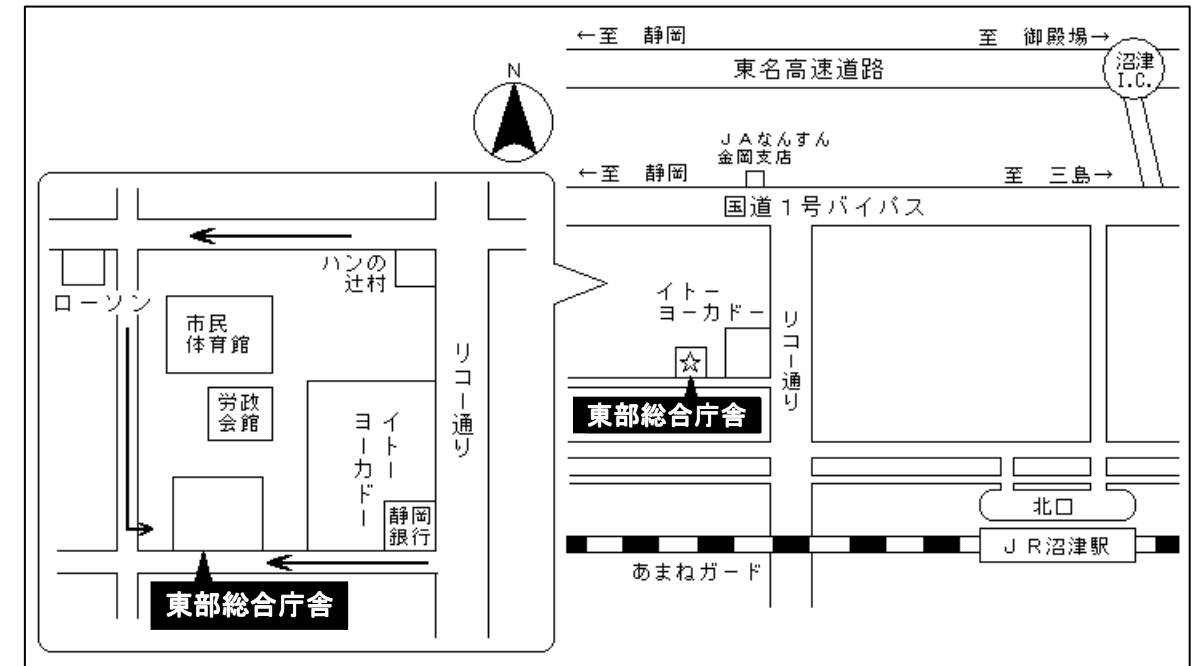 ←至　静岡
至　御殿場→
東名高速道路
沼津
I.C.
N
ＪＡなんすん
金岡支店
←至　静岡
至　三島→
国道１号バイパス
ハンの
辻村
ローソン
市民
体育館
労政
会館
リコー通り
イトー
ヨーカドー
静岡
銀行
東部総合庁舎
イトー
ヨーカドー
リコー通り
☆
東部総合庁舎
北口
ＪＲ沼津駅
あまねガード